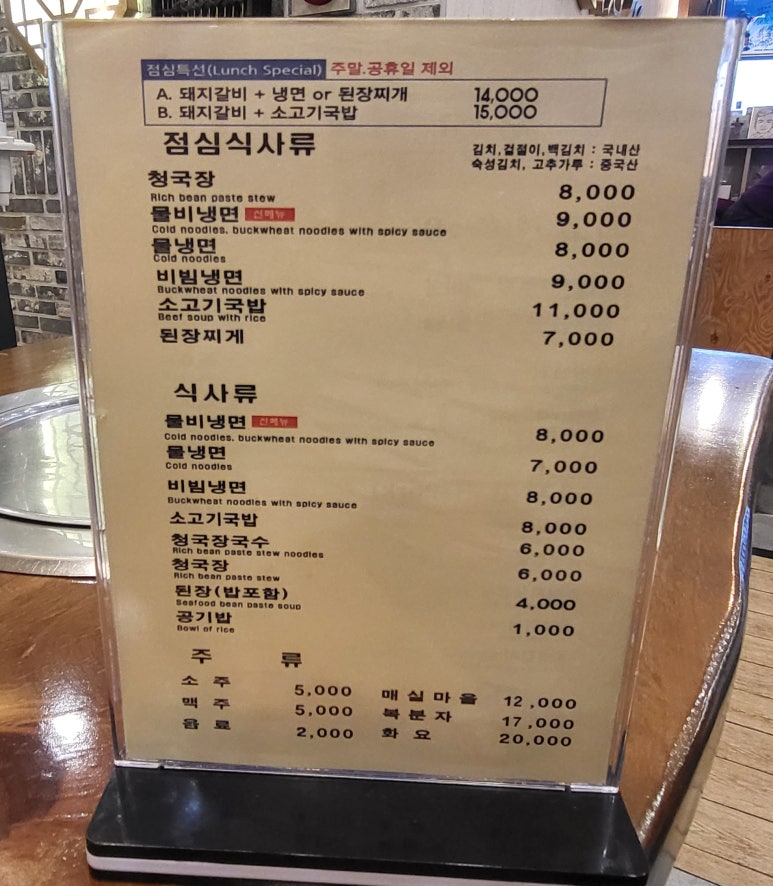 점심특선(Lunch Special) 주말.공휴일 제외
A. 돼지갈비 + 냉면 or 된장찌개 14,000
B. 돼지갈비 + 소고기국밥 15,000
점심식사류
김치,겉절이,백김치 : 국내산
숙성김치, 고추가루 : 중국산
청국장 8,000
Rich bean paste stew
물비냉면 신메뉴 9,000
Cold noodles, buckwheat noodles with spicy sauce
물냉면 8,000
Cold noodles
비빔냉면 9,000
Buckwheat noodles with spicy sauce
소고기국밥 11,000
Beef soup with rice
된장찌게 7,000
식사류
물비냉면 신메뉴 8,000
Cold noodles, buckwheat noodles with spicy sauce
물냉면 7,000
Cold noodles
비빔냉면 8,000
Buckwheat noodles with spicy sauce
소고기국밥 8,000
청국장국수 6,000
Rich bean paste stew noodles
청국장 6,000
Rich bean paste stew
된장(밥포함) 4,000
Seafood bean paste soup
공기밥 1,000
Bowl of rice
주 류
소 주 5,000 매 실 마 을 12,000
맥 주 5,000 복 분 자 17,000
음 료 2,000 화 요 20,000